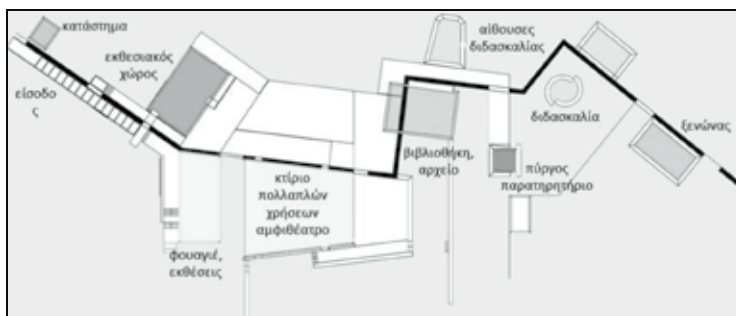 κατάστημα
εκθεσιακός
χώρος
είσοδο
ς
αίθουσες
διδασκαλίας
διδασκαλία
ξενώνας
βιβλιοθήκη,
αρχείο
πύργος
παρατηρητήριο
κτίριο
πολλαπλών
χρήσεων
αμφιθέατρο
φουαγιέ,
εκθέσεις